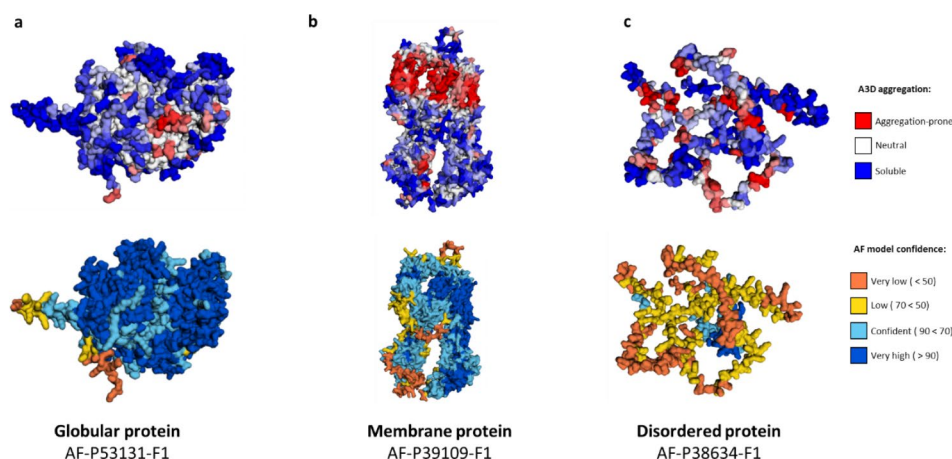 a
b
c
A3D aggregation:
Aggregation-prone
Neutral
Soluble
AF model confidence:
Very low ( < 50)
Low ( 70 < 50)
Confident ( 90 < 70)
Very high ( > 90)
Globular protein
AF-P53131-F1
Membrane protein
AF-P39109-F1
Disordered protein
AF-P38634-F1